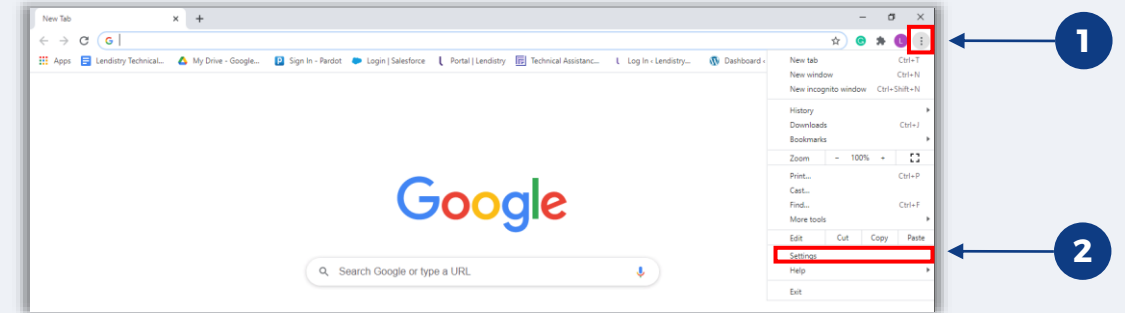 New Tab
G
1
Apps Lendistry Technical... My Drive - Google... Sign In - Pardot Login | Salesforce Portal | Lendistry Technical Assistanc... Log In ‹ Lendistry... Dashboard ‹
New tab Ctrl+T
New window Ctrl+N
New incognito window Ctrl+Shift+N
History
Downloads Ctrl+J
Bookmarks
Zoom - 100% +
Print... Ctrl+P
Cast...
Find... Ctrl+F
More tools
Edit Cut Copy Paste
Settings
2
Help
Exit
Google
Search Google or type a URL